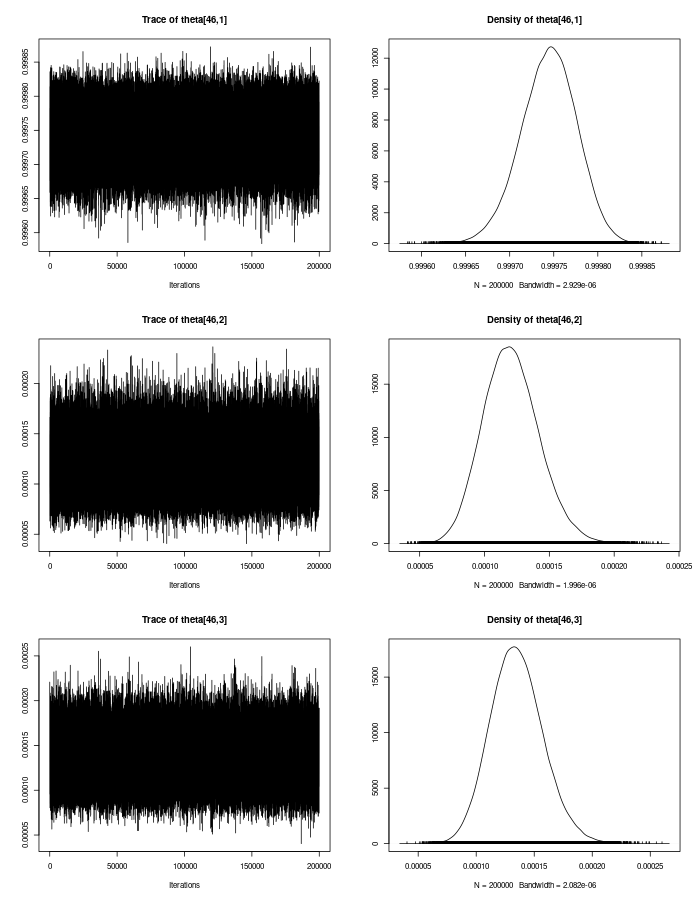 Trace of theta[46,1]
0.99960 0.99965 0.99970 0.99975 0.99980 0.99985
0 50000 100000 150000 200000
Iterations
Density of theta[46,1]
0 2000 4000 6000 8000 10000 12000
0.99960 0.99965 0.99970 0.99975 0.99980 0.99985
N = 200000 Bandwidth = 2.929e-06
Trace of theta[46,2]
0.00005 0.00010 0.00015 0.00020
0 50000 100000 150000 200000
Iterations
Density of theta[46,2]
0 5000 10000 15000
0.00005 0.00010 0.00015 0.00020 0.00025
N = 200000 Bandwidth = 1.996e-06
Trace of theta[46,3]
0.00005 0.00010 0.00015 0.00020 0.00025
0 50000 100000 150000 200000
Iterations
Density of theta[46,3]
0 5000 10000 15000
0.00005 0.00010 0.00015 0.00020 0.00025
N = 200000 Bandwidth = 2.082e-06